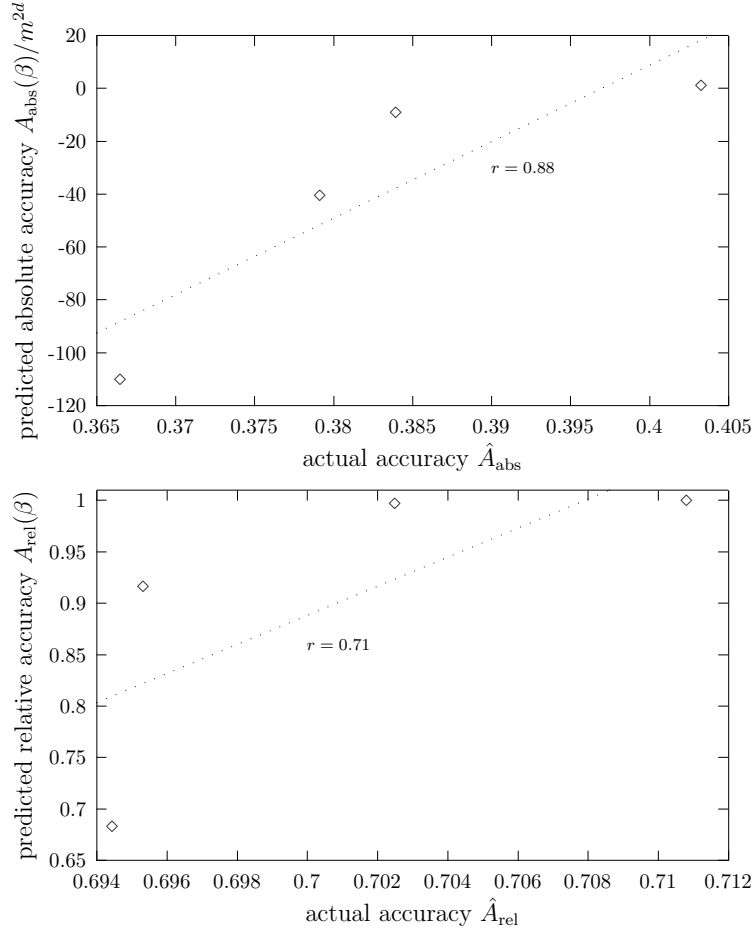 predicted absolute accuracy A_abs(β)/m^{2d}
20
0
-20
-40
-60
-80
-100
-120
r = 0.88
0.365 0.37 0.375 0.38 0.385 0.39 0.395 0.4 0.405
actual accuracy Â_abs
predicted relative accuracy A_rel(β)
1
0.95
0.9
0.85
0.8
0.75
0.7
0.65
r = 0.71
0.694 0.696 0.698 0.7 0.702 0.704 0.706 0.708 0.71 0.712
actual accuracy Â_rel